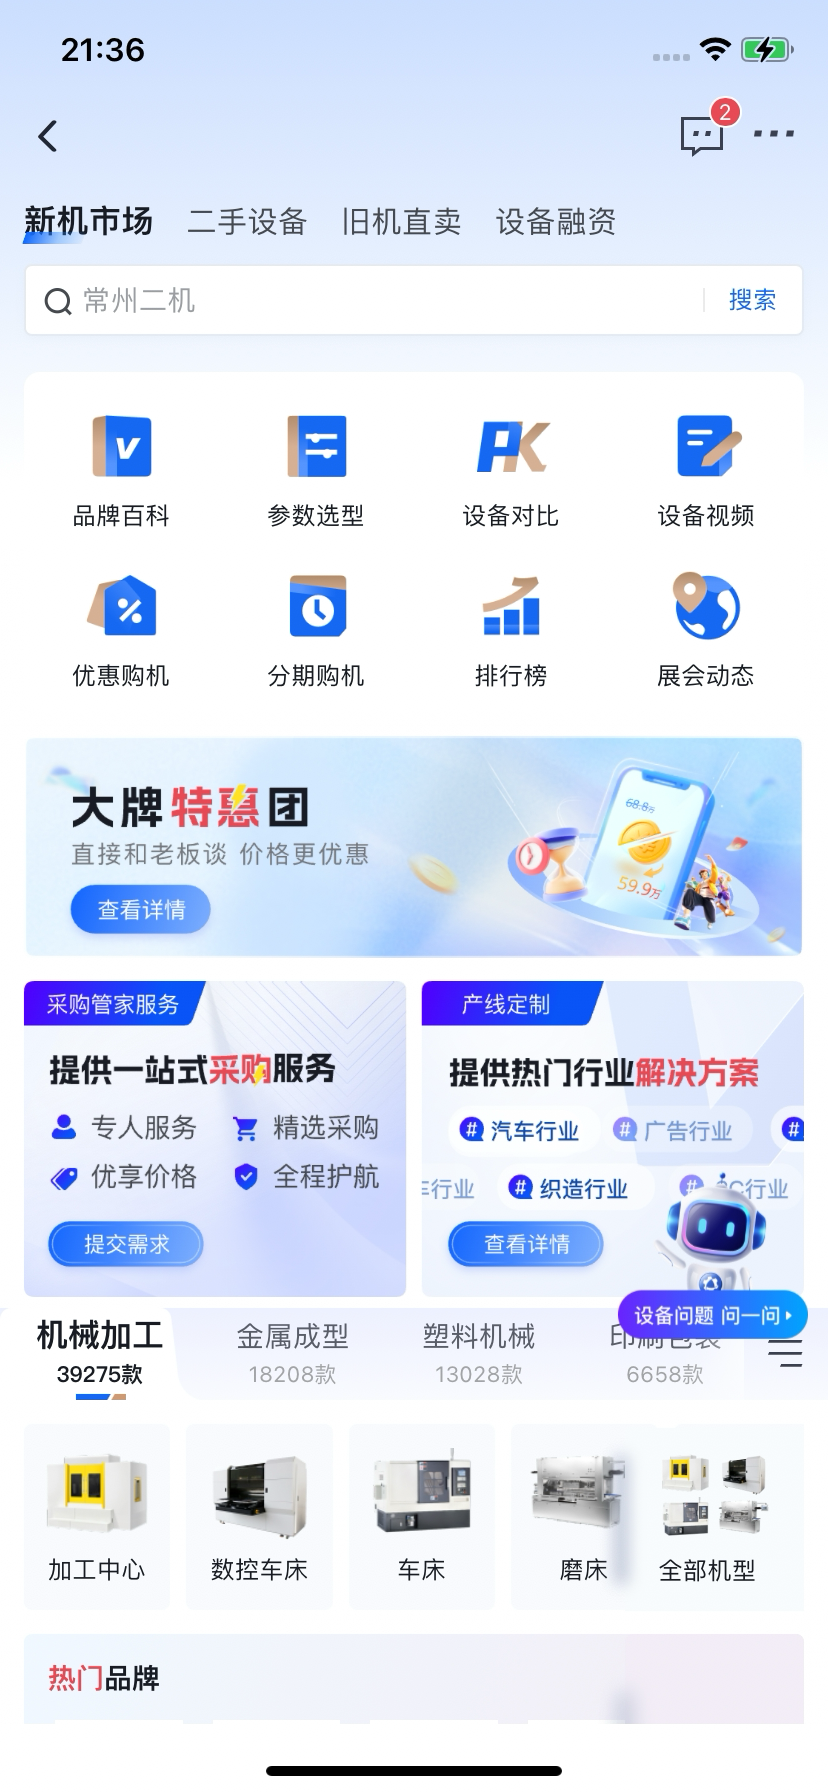 21:36
2
新机市场 二手设备 旧机直卖 设备融资
常州二机 搜索
品牌百科 参数选型 设备对比 设备视频
优惠购机 分期购机 排行榜 展会动态
大牌特惠团
直接和老板谈 价格更优惠
查看详情
68.8万
59.9万
采购管家服务
提供一站式采购服务
专人服务 精选采购
优享价格 全程护航
提交需求
产线定制
提供热门行业解决方案
# 汽车行业 # 广告行业 #
行业 # 织造行业 # 3C行业
查看详情
设备问题 问一问
机械加工 金属成型 塑料机械 印刷包装
39275款 18208款 13028款 6658款
加工中心 数控车床 车床 磨床 全部机型
热门品牌